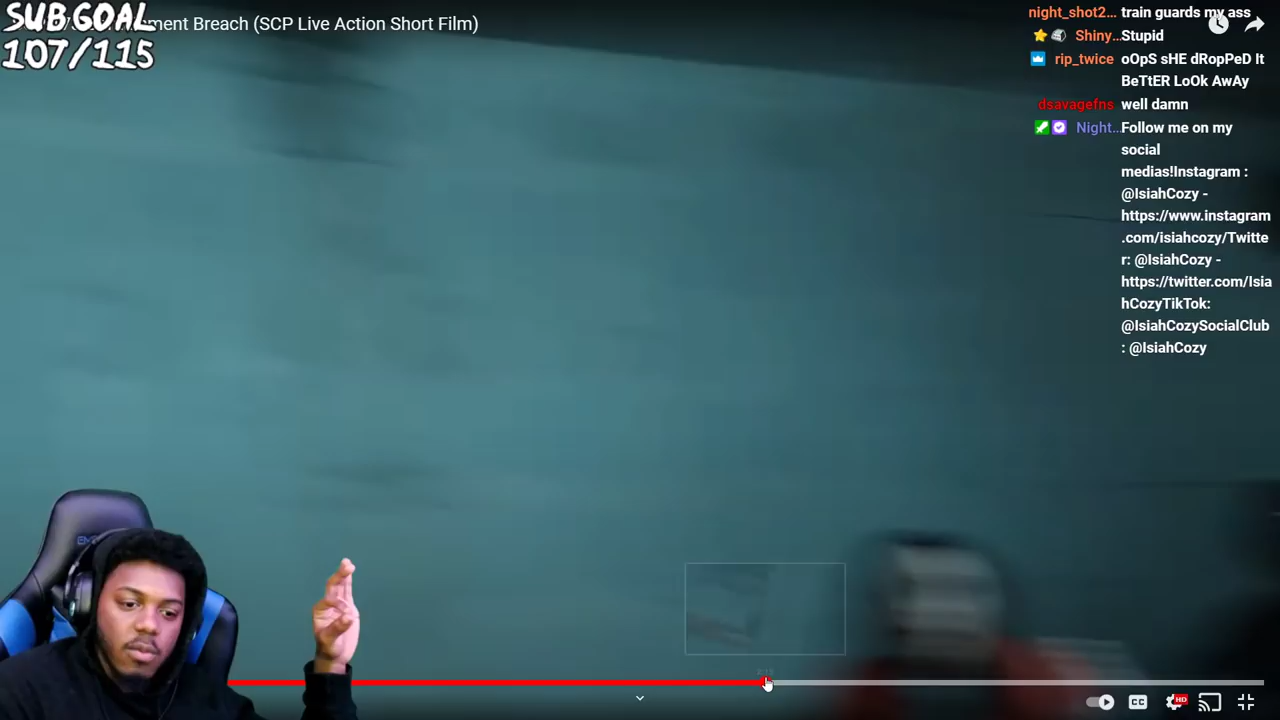 SUB GOAL
107/115
ment Breach (SCP Live Action Short Film)
night_shot2... train guards my ass
Shiny... Stupid
rip_twice oOpS sHE dRopPeD It
BeTtER LoOk AwAy
dsavagefns well damn
Night... Follow me on my
social
medias!Instagram :
@IsiahCozy -
https://www.instagram
.com/isiahcozy/Twitte
r: @IsiahCozy -
https://twitter.com/Isia
hCozyTikTok:
@IsiahCozySocialClub
: @IsiahCozy
CC
HD